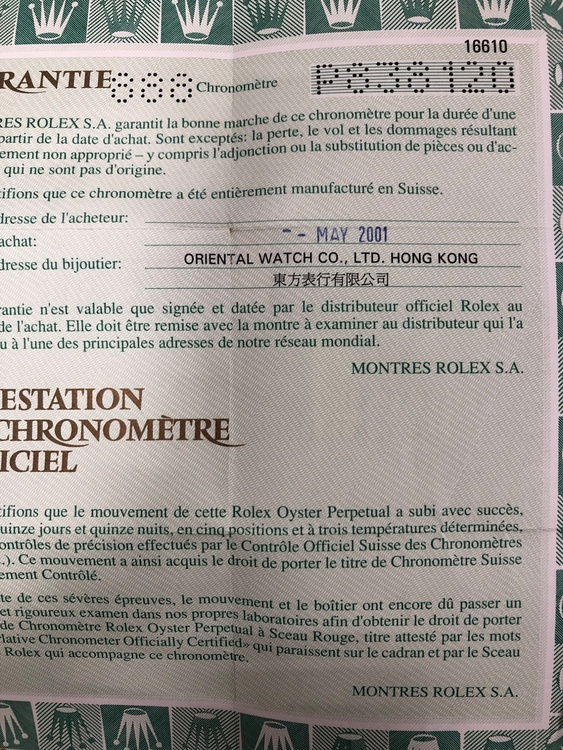 16610
RANTIE 888 Chronomètre P838120
RES ROLEX S.A. garantit la bonne marche de ce chronomètre pour la durée d'une
partir de la date d'achat. Sont exceptés: la perte, le vol et les dommages résultant
ement non approprié – y compris l'adjonction ou la substitution de pièces ou d'ac-
qui ne sont pas d'origine.
tifions que ce chronomètre a été entièrement manufacturé en Suisse.
dresse de l'acheteur:
achat: - - MAY 2001
dresse du bijoutier: ORIENTAL WATCH CO., LTD. HONG KONG
東方表行有限公司
rantie n'est valable que signée et datée par le distributeur officiel Rolex au
de l'achat. Elle doit être remise avec la montre à examiner au distributeur qui l'a
u à l'une des principales adresses de notre réseau mondial.
MONTRES ROLEX S.A.
ESTATION
CHRONOMÈTRE
ICIEL
tifions que le mouvement de cette Rolex Oyster Perpetual a subi avec succès,
uinze jours et quinze nuits, en cinq positions et à trois températures déterminées,
ontrôles de précision effectués par le Contrôle Officiel Suisse des Chronomètres
.). Ce mouvement a ainsi acquis le droit de porter le titre de Chronomètre Suisse
ement Contrôlé.
te de ces sévères épreuves, le mouvement et le boîtier ont encore dû passer un
et rigoureux examen dans nos propres laboratoires afin d'obtenir le droit de porter
de Chronomètre Rolex Oyster Perpetual à Sceau Rouge, titre attesté par les mots
lative Chronometer Officially Certified» qui paraissent sur le cadran et par le Sceau
Rolex qui accompagne ce chronomètre.
MONTRES ROLEX S.A.